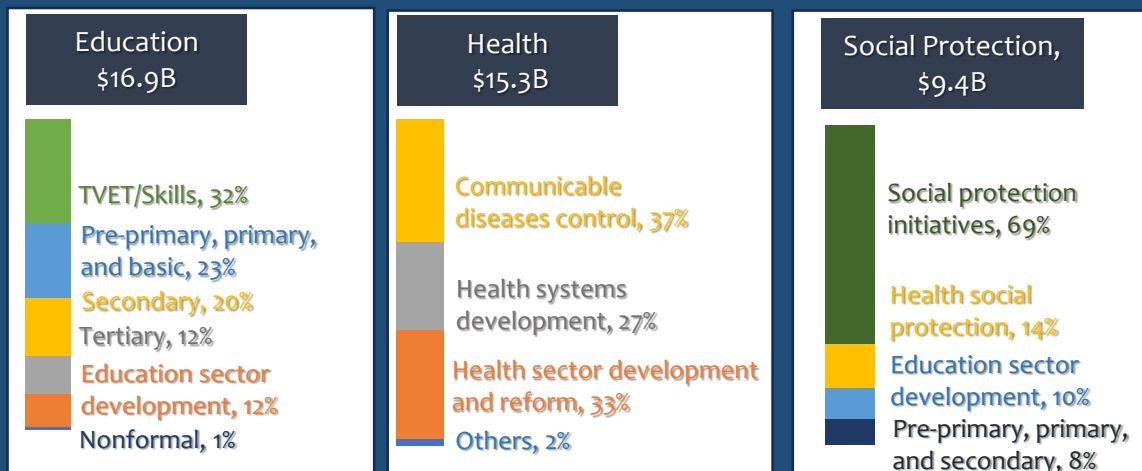 Education
$16.9B
TVET/Skills, 32%
Pre-primary, primary,
and basic, 23%
Secondary, 20%
Tertiary, 12%
Education sector
development, 12%
Nonformal, 1%
Health
$15.3B
Communicable
diseases control, 37%
Health systems
development, 27%
Health sector development
and reform, 33%
Others, 2%
Social Protection,
$9.4B
Social protection
initiatives, 69%
Health social
protection, 14%
Education sector
development, 10%
Pre-primary, primary,
and secondary, 8%